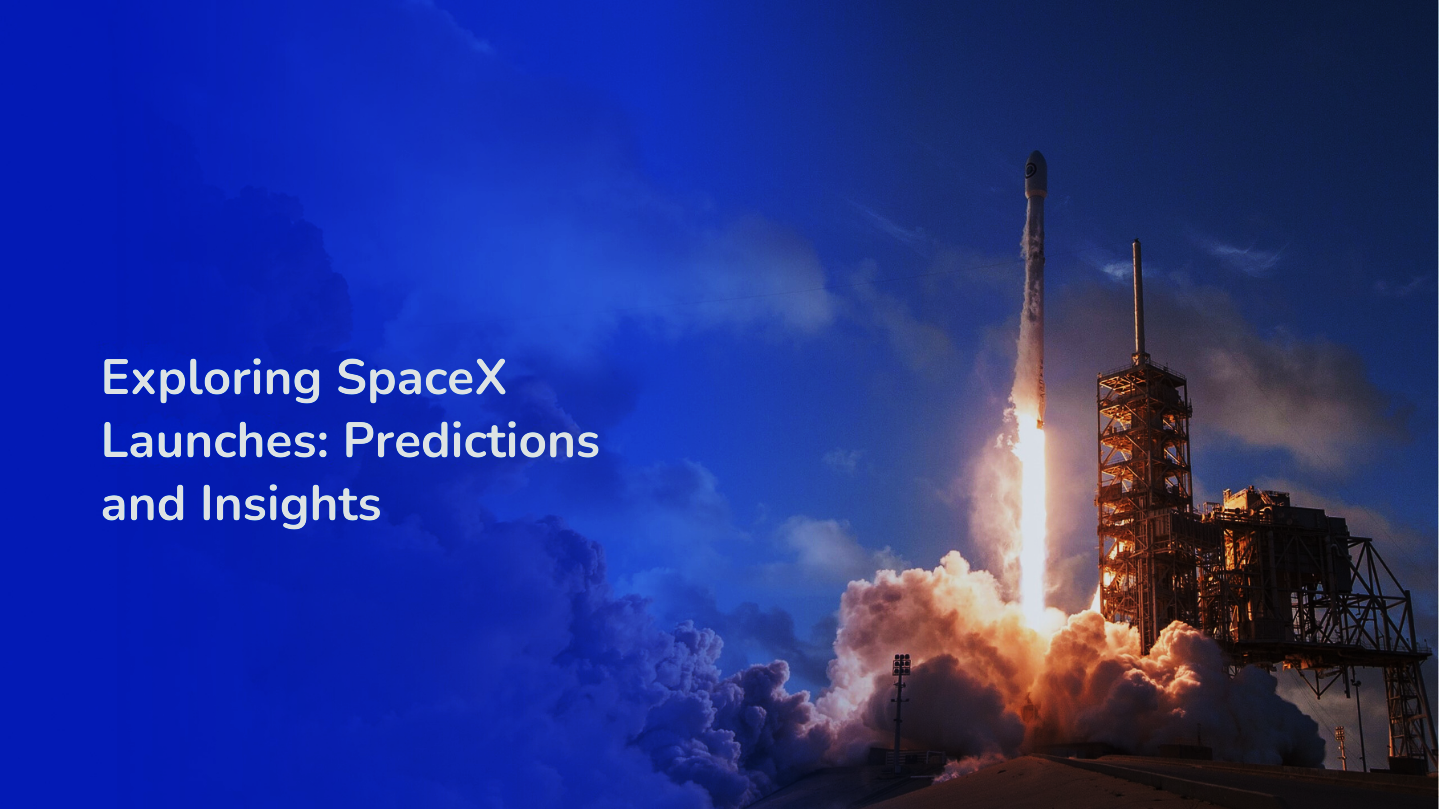 Exploring SpaceX
Launches: Predictions
and Insights